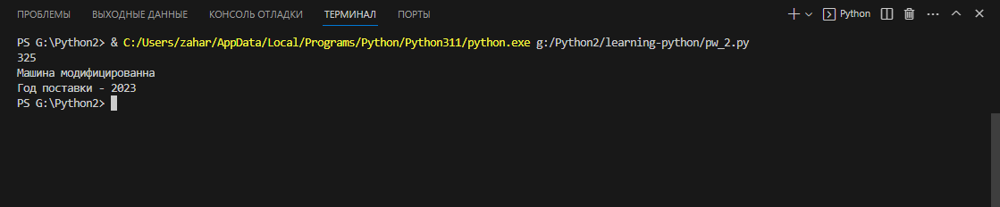 ПРОБЛЕМЫ ВЫХОДНЫЕ ДАННЫЕ КОНСОЛЬ ОТЛАДКИ ТЕРМИНАЛ ПОРТЫ Python
PS G:\Python2> & C:/Users/zahar/AppData/Local/Programs/Python/Python311/python.exe g:/Python2/learning-python/pw_2.py
325
Машина модифицированна
Год поставки - 2023
PS G:\Python2>